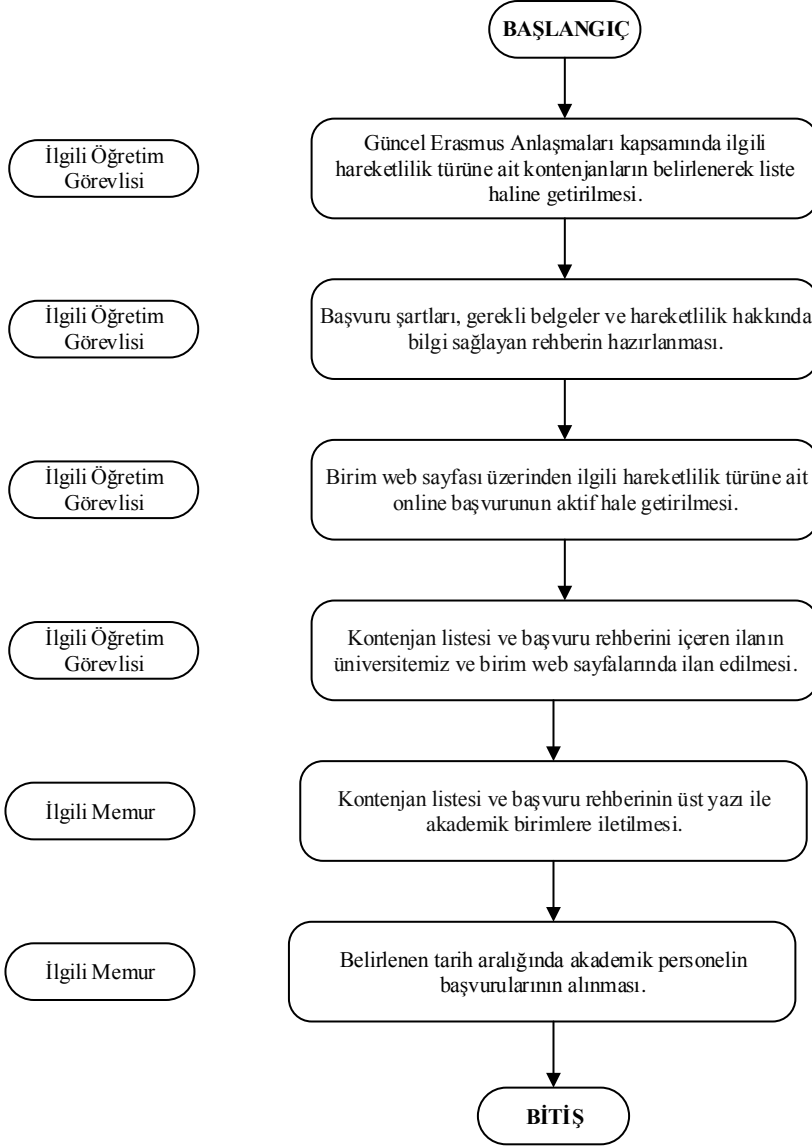 BAŞLANGIÇ
İlgili Öğretim
Görevlisi
Güncel Erasmus Anlaşmaları kapsamında ilgili
hareketlilik türüne ait kontenjanların belirlenerek liste
haline getirilmesi.
İlgili Öğretim
Görevlisi
Başvuru şartları, gerekli belgeler ve hareketlilik hakkında
bilgi sağlayan rehberin hazırlanması.
İlgili Öğretim
Görevlisi
Birim web sayfası üzerinden ilgili hareketlilik türüne ait
online başvurunun aktif hale getirilmesi.
İlgili Öğretim
Görevlisi
Kontenjan listesi ve başvuru rehberini içeren ilanın
üniversitemiz ve birim web sayfalarında ilan edilmesi.
İlgili Memur
Kontenjan listesi ve başvuru rehberinin üst yazı ile
akademik birimlere iletilmesi.
İlgili Memur
Belirlenen tarih aralığında akademik personelin
başvurularının alınması.
BİTİŞ